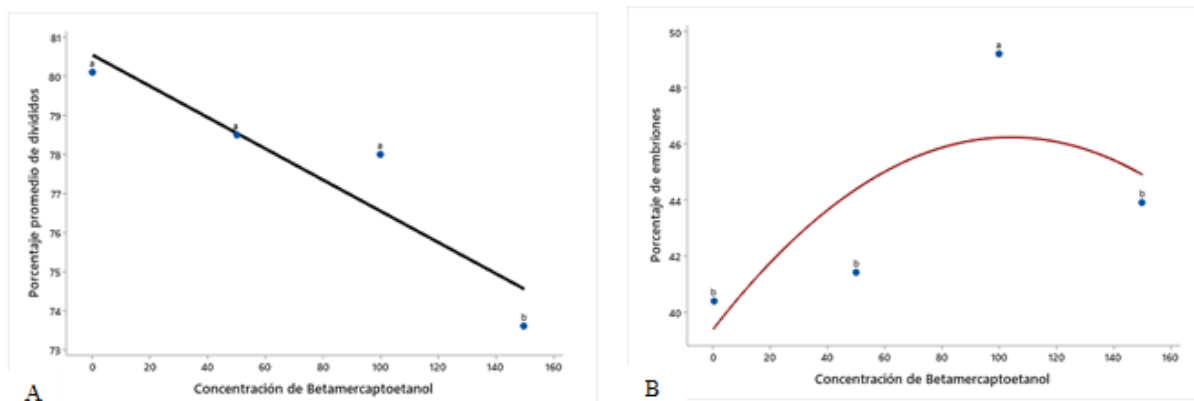 Porcentaje promedio de divididos
81
80
79
78
77
76
75
74
73
a
a
a
b
0 20 40 60 80 100 120 140 160
Concentración de Betamercaptoetanol
A
Porcentaje de embriones
50
48
46
44
42
40
b
b
a
b
0 20 40 60 80 100 120 140 160
Concentración de Betamercaptoetanol
B